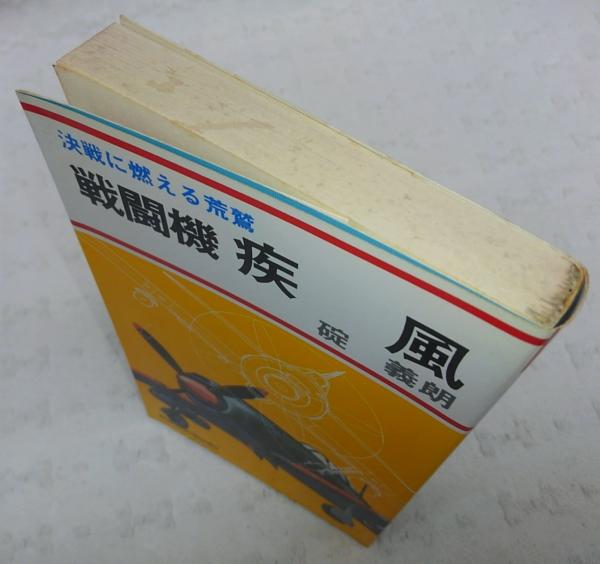 決戦に燃える荒鷲
戦闘機 疾風
碇 義朗